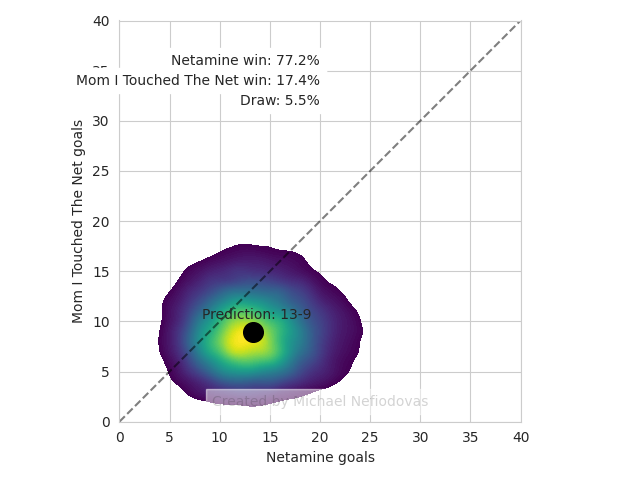 Netamine win: 77.2%
Mom I Touched The Net win: 17.4%
Draw: 5.5%
Mom I Touched The Net goals
40
30
25
20
15
10
5
0
Prediction: 13-9
Created by Michael Nefiodovas
0 5 10 15 20 25 30 35 40
Netamine goals